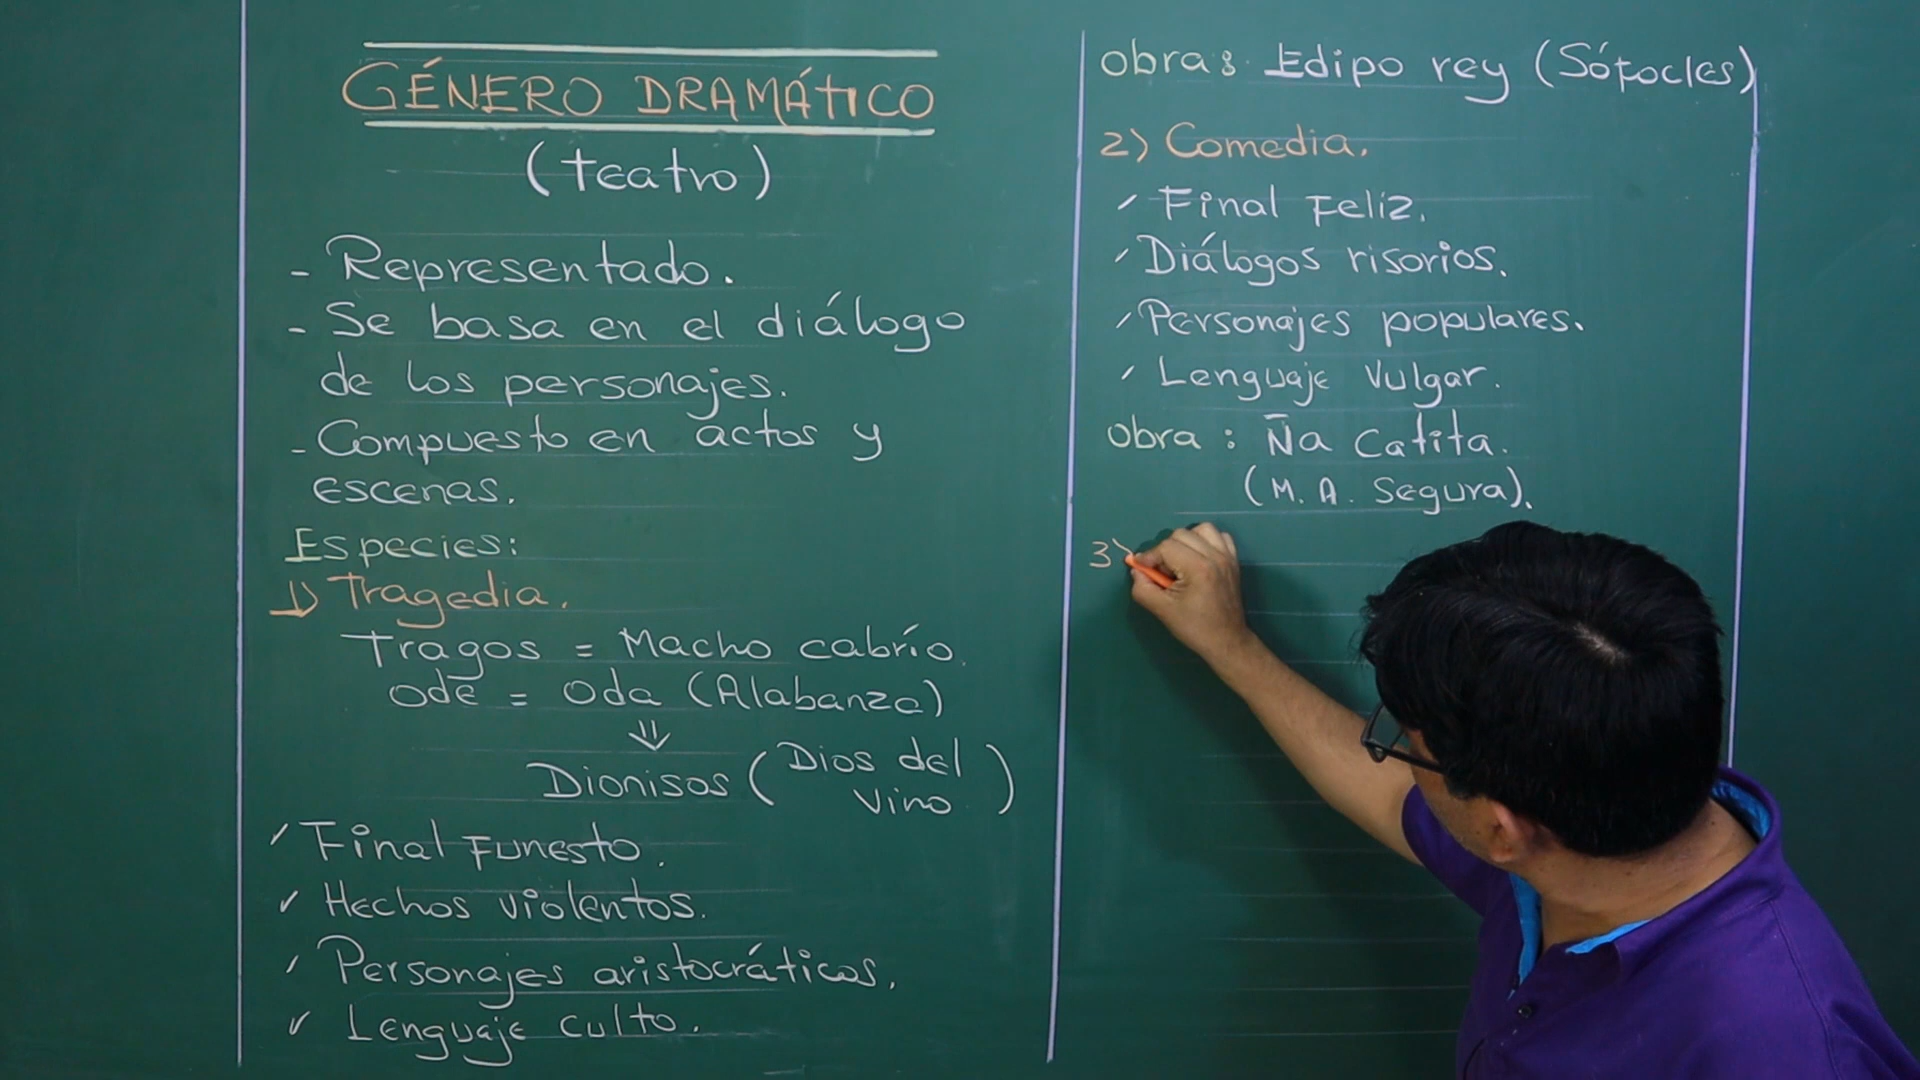 GÉNERO DRAMÁTICO
(Teatro)
- Representado.
- Se basa en el diálogo
de los personajes.
- Compuesto en actos y
escenas.
Especies:
1) Tragedia.
Tragos = Macho cabrío.
Ode = Oda (Alabanza)
⇓
Dionisos (Dios del
vino)
✓ Final Funesto.
✓ Hechos violentos.
✓ Personajes aristocráticos.
✓ Lenguaje culto.
obra: Edipo rey (Sófocles)
2) Comedia.
✓ Final Feliz.
✓ Diálogos risorios.
✓ Personajes populares.
✓ Lenguaje Vulgar.
obra: Ña Catita.
(M. A. Segura).
3)